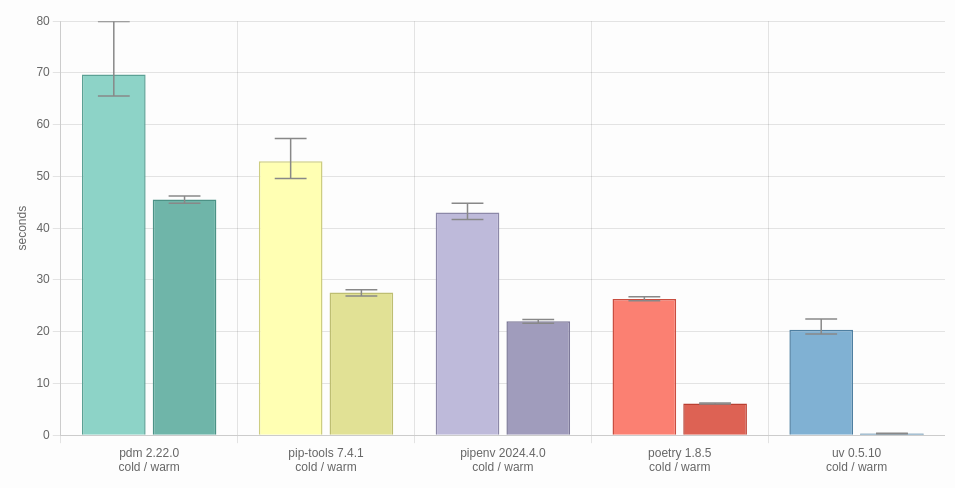 80
70
60
50
40
30
20
10
0
seconds
pdm 2.22.0
cold / warm
pip-tools 7.4.1
cold / warm
pipenv 2024.4.0
cold / warm
poetry 1.8.5
cold / warm
uv 0.5.10
cold / warm